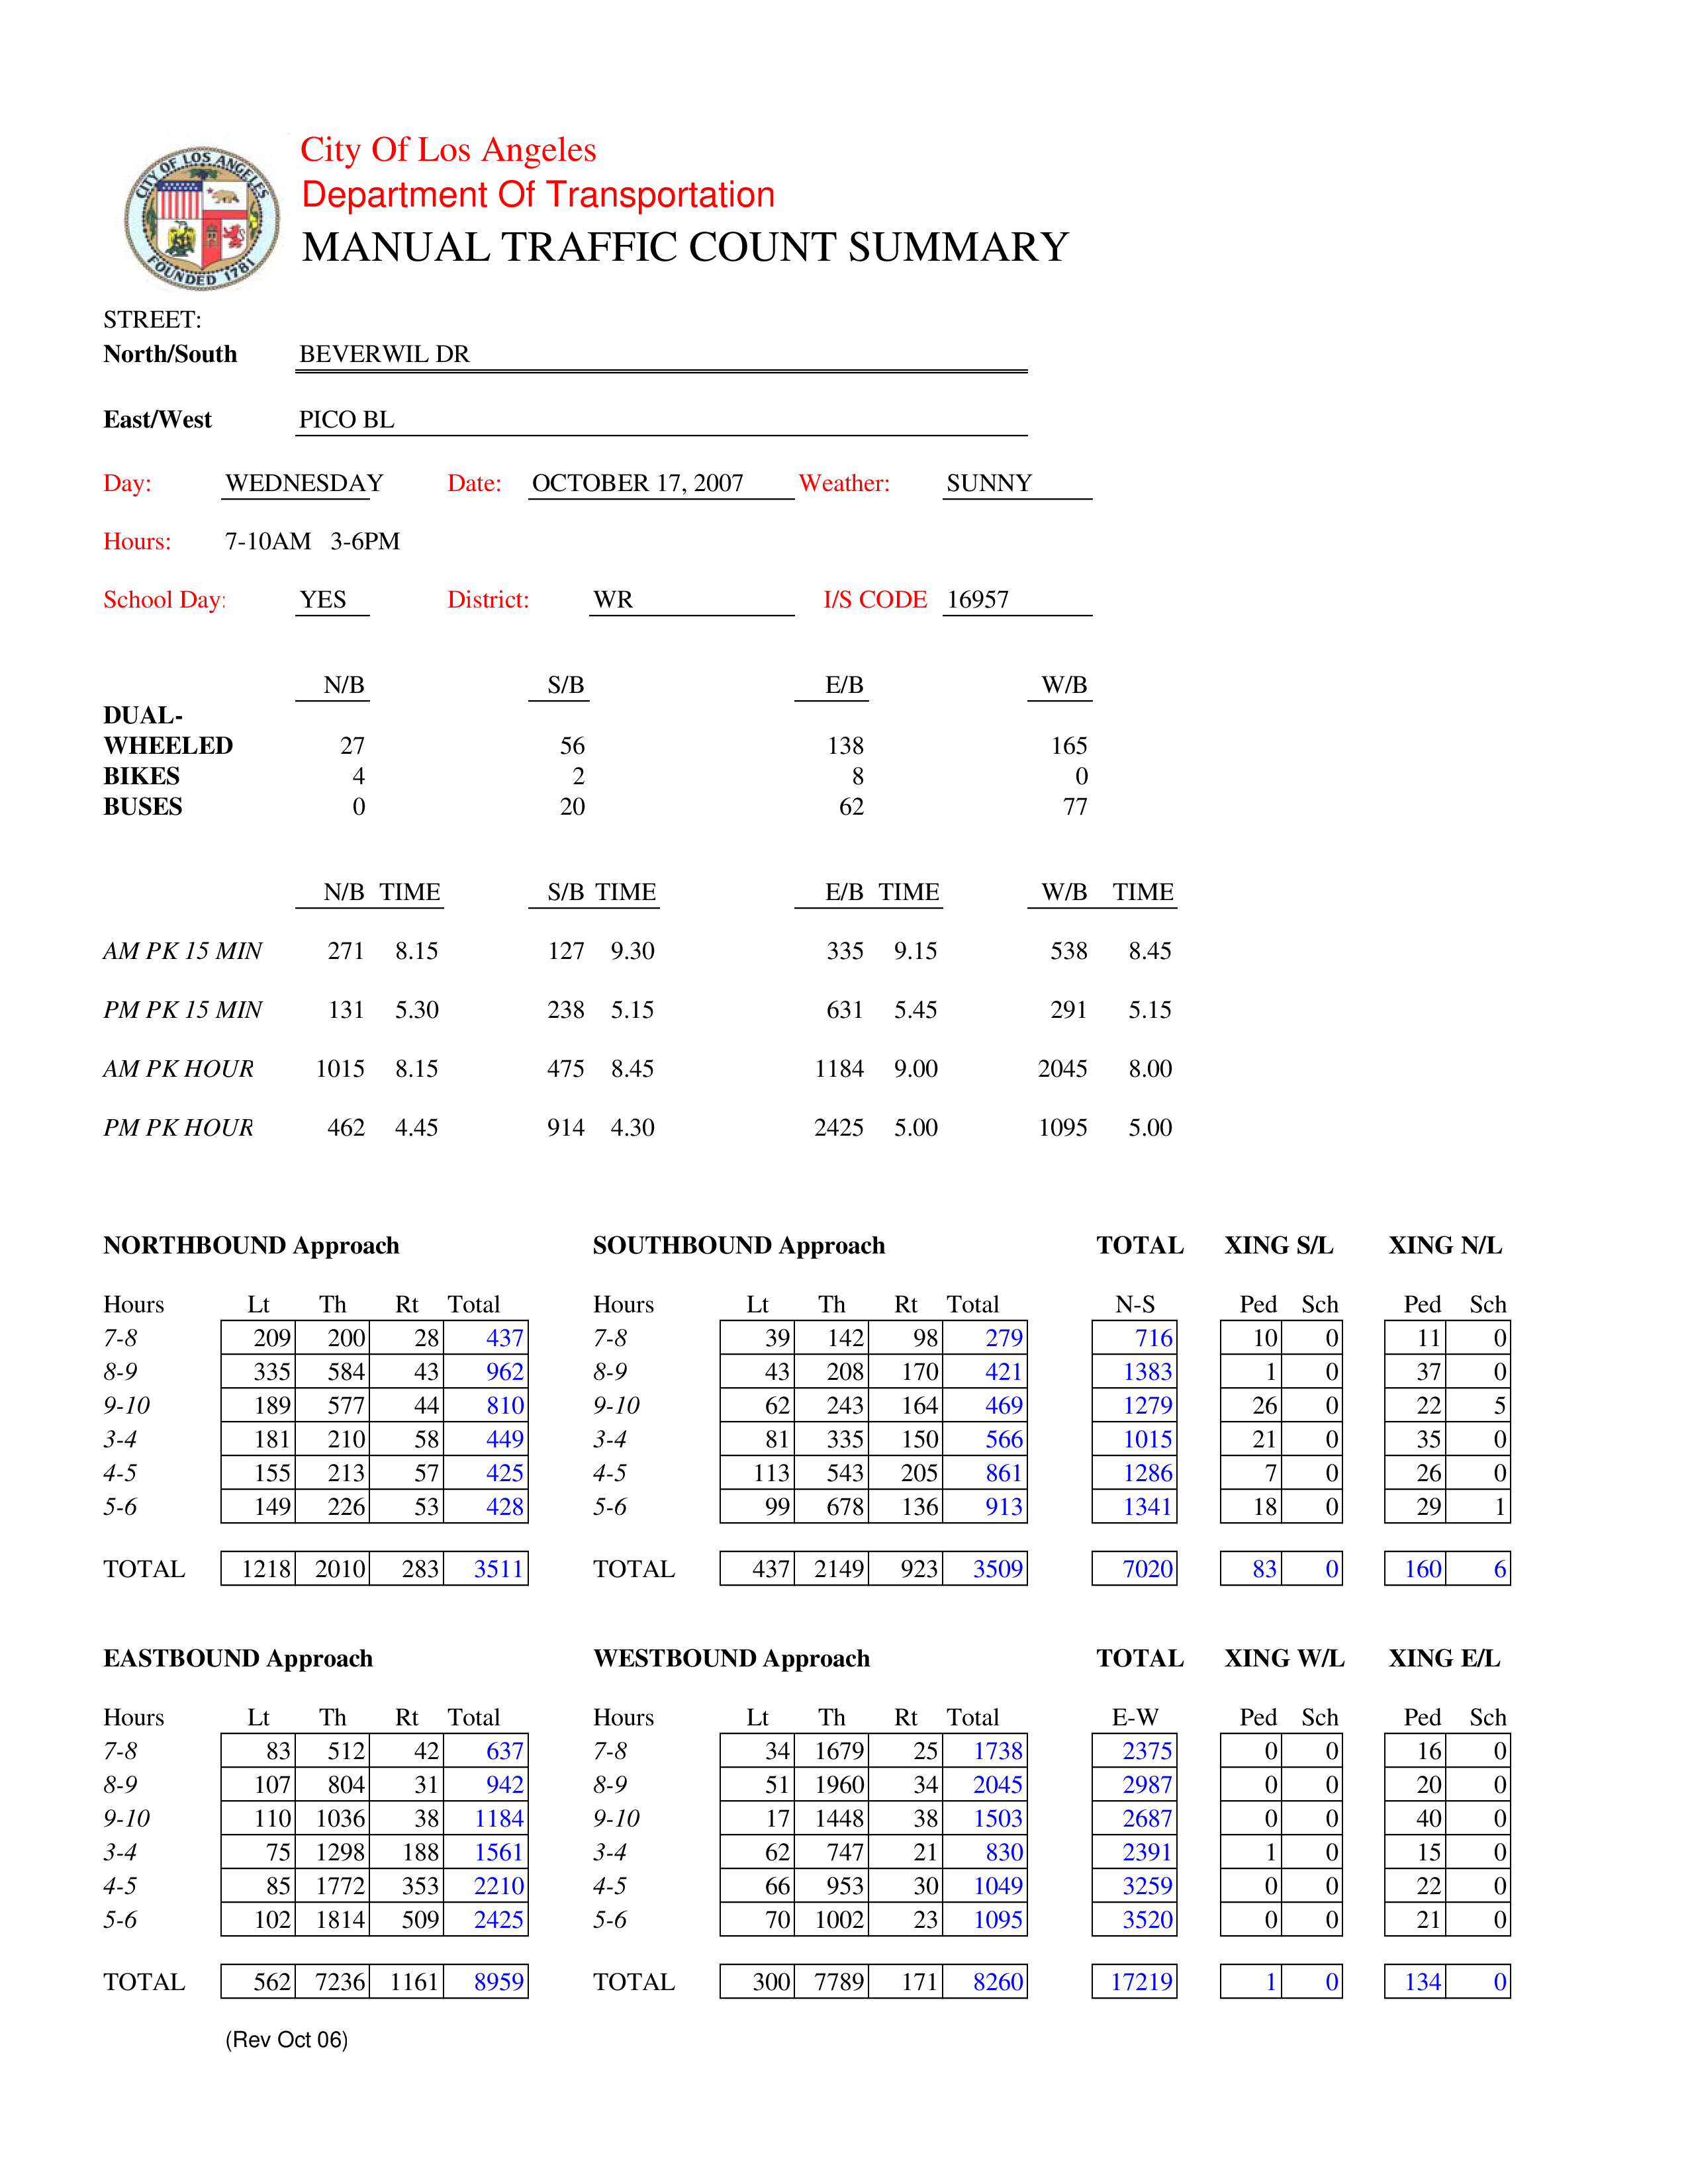 CITY OF LOS ANGELES
FOUNDED 1781
City Of Los Angeles
Department Of Transportation
MANUAL TRAFFIC COUNT SUMMARY
STREET:
North/South BEVERWIL DR
East/West PICO BL
Day: WEDNESDAY Date: OCTOBER 17, 2007 Weather: SUNNY
Hours: 7-10AM 3-6PM
School Day: YES District: WR I/S CODE 16957
N/B S/B E/B W/B
DUAL-
WHEELED 27 56 138 165
BIKES 4 2 8 0
BUSES 0 20 62 77
N/B TIME S/B TIME E/B TIME W/B TIME
AM PK 15 MIN 271 8.15 127 9.30 335 9.15 538 8.45
PM PK 15 MIN 131 5.30 238 5.15 631 5.45 291 5.15
AM PK HOUR 1015 8.15 475 8.45 1184 9.00 2045 8.00
PM PK HOUR 462 4.45 914 4.30 2425 5.00 1095 5.00
NORTHBOUND Approach SOUTHBOUND Approach TOTAL XING S/L XING N/L
Hours Lt Th Rt Total Hours Lt Th Rt Total N-S Ped Sch Ped Sch
7-8 209 200 28 437 7-8 39 142 98 279 716 10 0 11 0
8-9 335 584 43 962 8-9 43 208 170 421 1383 1 0 37 0
9-10 189 577 44 810 9-10 62 243 164 469 1279 26 0 22 5
3-4 181 210 58 449 3-4 81 335 150 566 1015 21 0 35 0
4-5 155 213 57 425 4-5 113 543 205 861 1286 7 0 26 0
5-6 149 226 53 428 5-6 99 678 136 913 1341 18 0 29 1
TOTAL 1218 2010 283 3511 TOTAL 437 2149 923 3509 7020 83 0 160 6
EASTBOUND Approach WESTBOUND Approach TOTAL XING W/L XING E/L
Hours Lt Th Rt Total Hours Lt Th Rt Total E-W Ped Sch Ped Sch
7-8 83 512 42 637 7-8 34 1679 25 1738 2375 0 0 16 0
8-9 107 804 31 942 8-9 51 1960 34 2045 2987 0 0 20 0
9-10 110 1036 38 1184 9-10 17 1448 38 1503 2687 0 0 40 0
3-4 75 1298 188 1561 3-4 62 747 21 830 2391 1 0 15 0
4-5 85 1772 353 2210 4-5 66 953 30 1049 3259 0 0 22 0
5-6 102 1814 509 2425 5-6 70 1002 23 1095 3520 0 0 21 0
TOTAL 562 7236 1161 8959 TOTAL 300 7789 171 8260 17219 1 0 134 0
(Rev Oct 06)